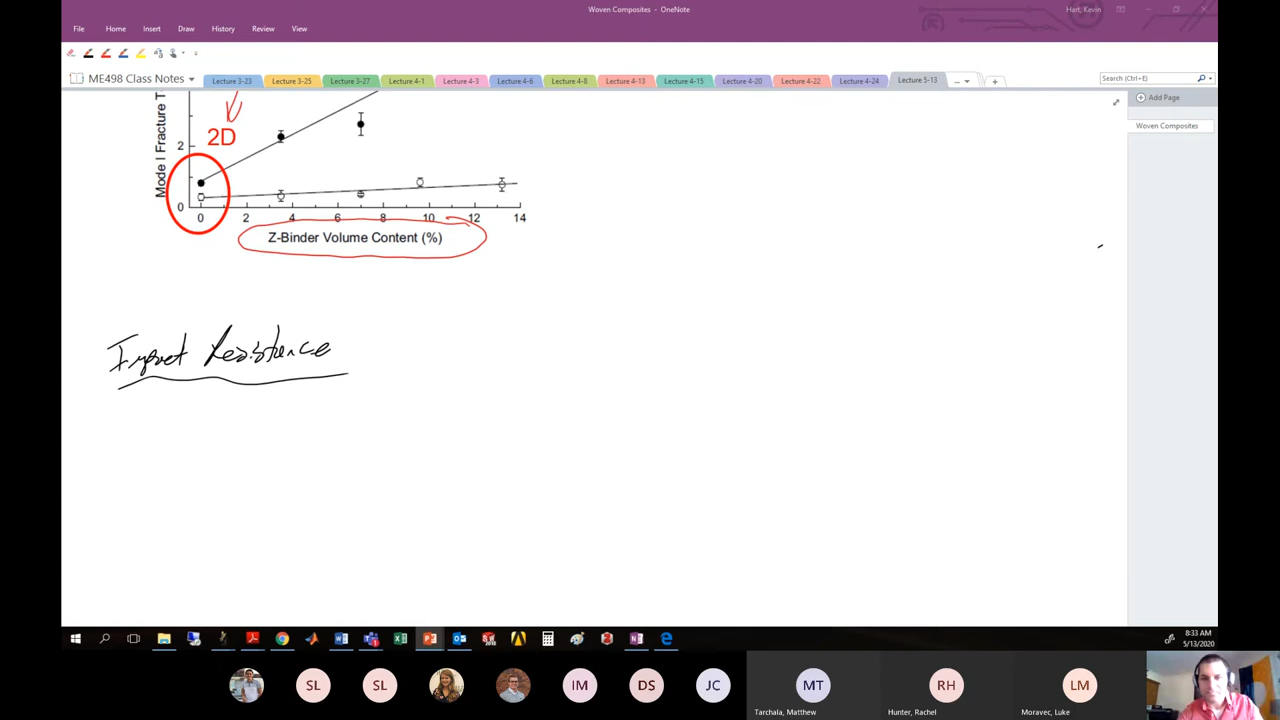 Woven Composites - OneNote
Hart, Kevin
File Home Insert Draw History Review View
ME498 Class Notes
Lecture 3-23 Lecture 3-25 Lecture 3-27 Lecture 4-1 Lecture 4-3 Lecture 4-6 Lecture 4-8 Lecture 4-13 Lecture 4-15 Lecture 4-20 Lecture 4-22 Lecture 4-24 Lecture 5-13
Search (Ctrl+E)
Add Page
Woven Composites
Mode I Fracture T
2D
2
0
0 2 4 6 8 10 12 14
Z-Binder Volume Content (%)
Impact Resistance
8:33 AM
5/13/2020
SL SL IM DS JC MT RH LM
Tarchala, Matthew Hunter, Rachel Moravec, Luke